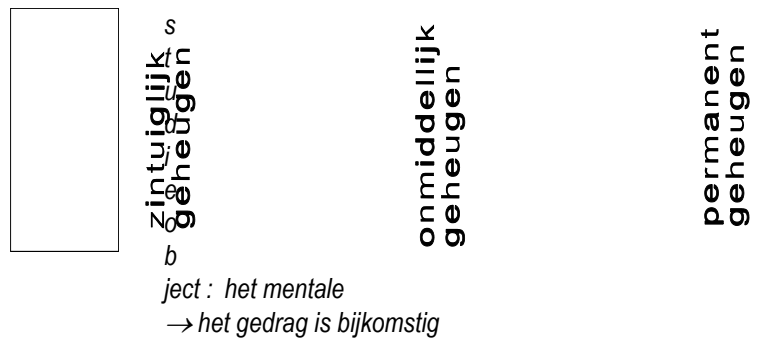 zintuiglijk
geheugen
onmiddellijk
geheugen
permanent
geheugen
s
t
u
d
i
e
o
b
ject : het mentale
→ het gedrag is bijkomstig